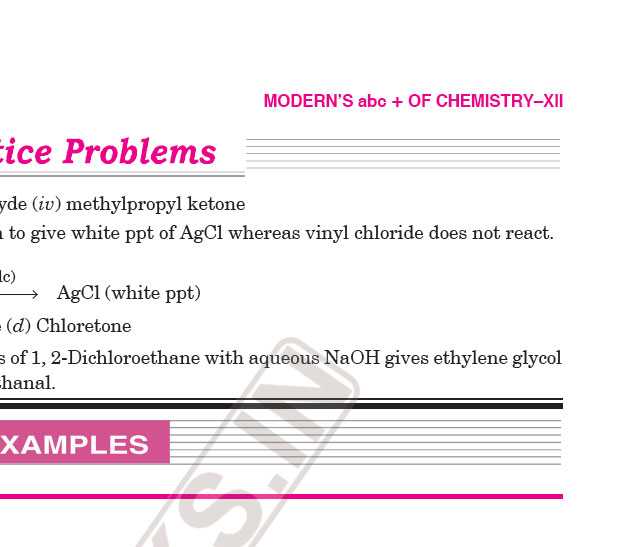 MODERN'S abc + OF CHEMISTRY–XII
tice Problems
yde (iv) methylpropyl ketone
n to give white ppt of AgCl whereas vinyl chloride does not react.
lc)
⟶ AgCl (white ppt)
e (d) Chloretone
s of 1, 2-Dichloroethane with aqueous NaOH gives ethylene glycol
thanal.
XAMPLES
KS.IN